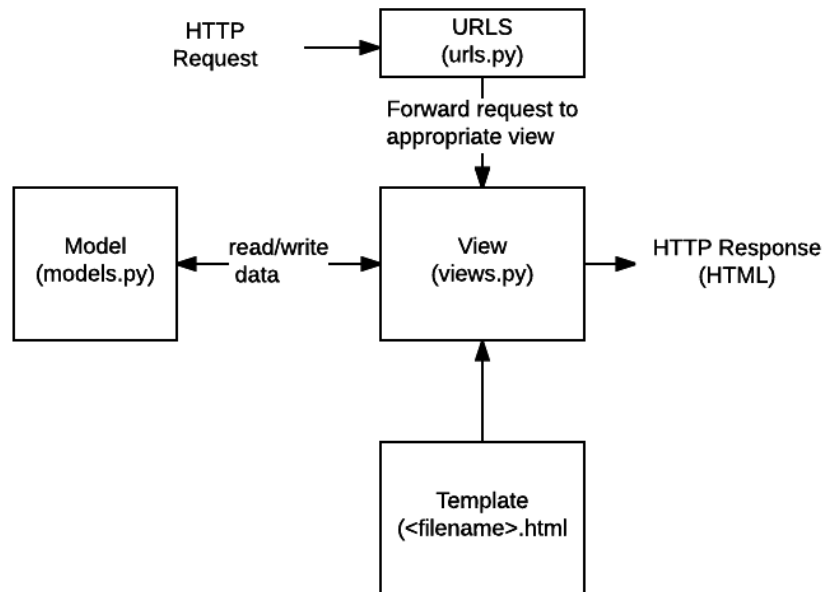 HTTP
Request
URLS
(urls.py)
Forward request to
appropriate view
Model
(models.py)
read/write
data
View
(views.py)
HTTP Response
(HTML)
Template
(<filename>.html